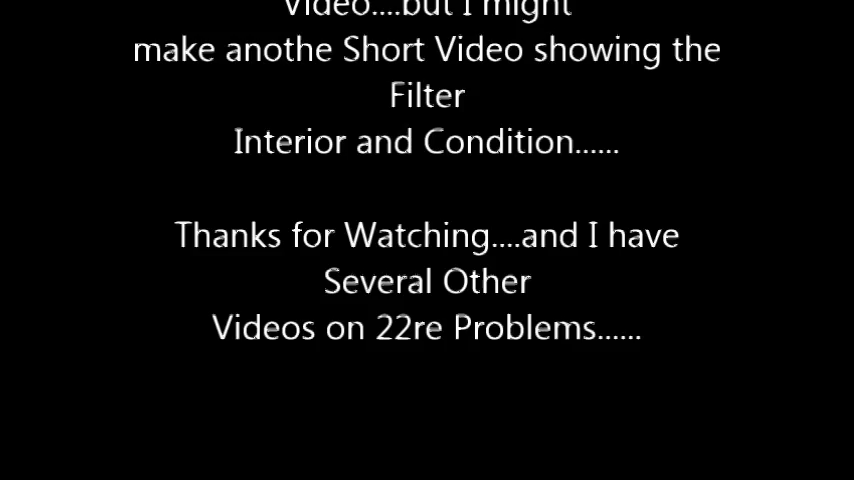 Video....but I might
make anothe Short Video showing the
Filter
Interior and Condition......
Thanks for Watching....and I have
Several Other
Videos on 22re Problems......